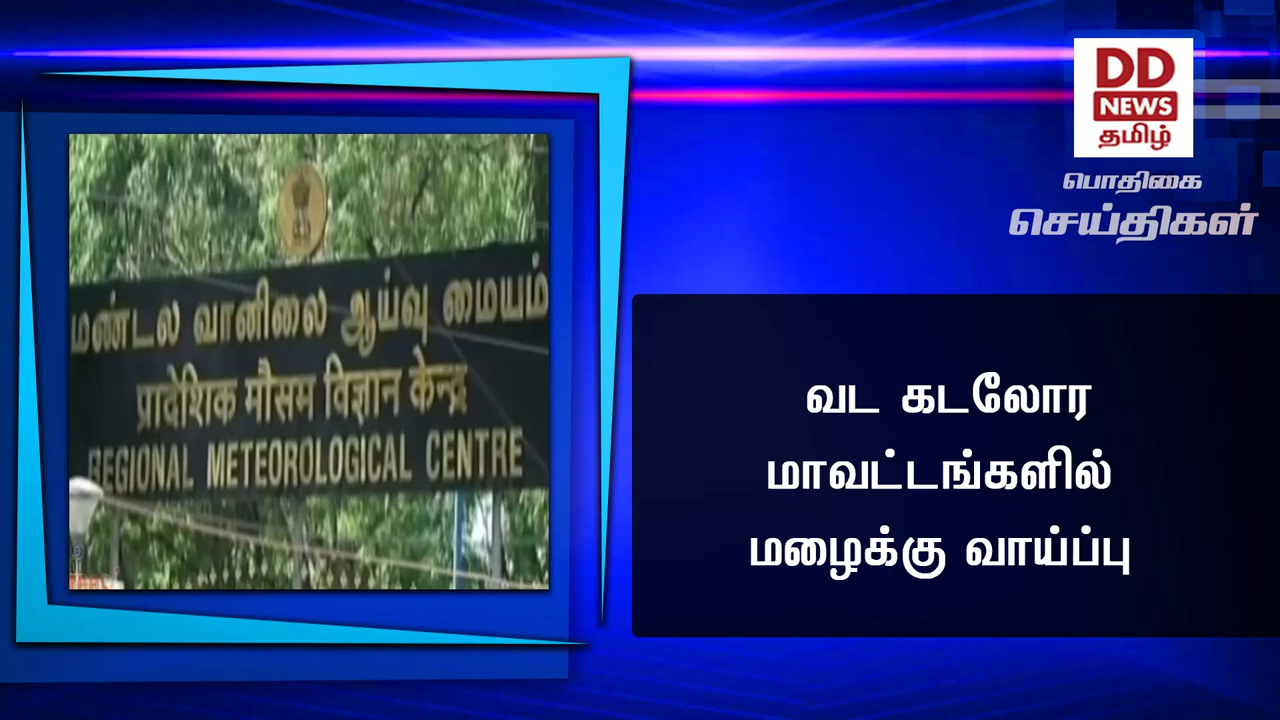 DD
NEWS
தமிழ்
பொதிகை
செய்திகள்
மண்டல வானிலை ஆய்வு மையம்
प्रादेशिक मौसम विज्ञान केन्द्र
REGIONAL METEOROLOGICAL CENTRE
வட கடலோர
மாவட்டங்களில்
மழைக்கு வாய்ப்பு